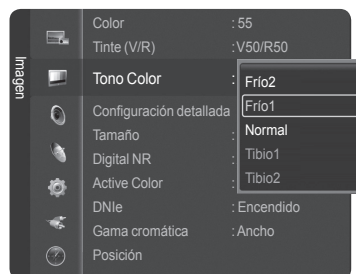 Imagen
Color : 55
Tinte (V/R) :V50/R50
Tono Color :
Frío2
Frío1
Normal
Tibio1
Tibio2
Configuración detallada
Tamaño :
Digital NR :
Active Color :
DNIe : Encendido
Gama cromática : Ancho
Posición